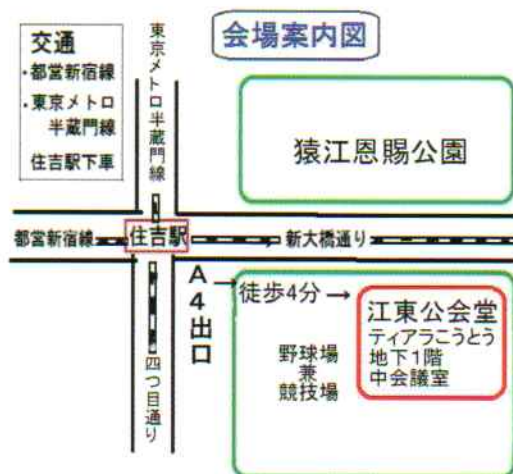 会場案内図
交通
・都営新宿線
・東京メトロ
半蔵門線
住吉駅下車
東京メトロ半蔵門線
猿江恩賜公園
都営新宿線
住吉駅
新大橋通り
A4出口
徒歩4分→
江東公会堂
ティアラこうとう
地下1階
中会議室
野球場
兼
競技場
四つ目通り